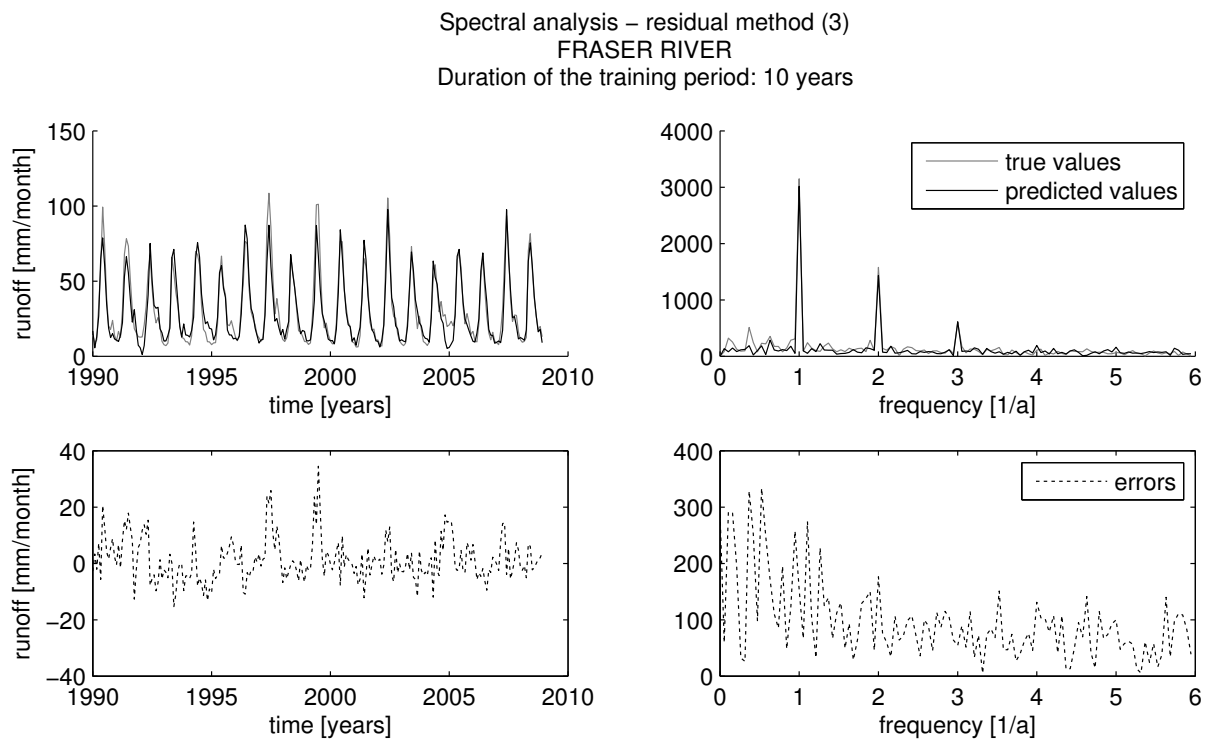 Spectral analysis − residual method (3)
FRASER RIVER
Duration of the training period: 10 years
150
100
50
0
runoff [mm/month]
1990 1995 2000 2005 2010
time [years]
4000
3000
2000
1000
0
true values
predicted values
0 1 2 3 4 5 6
frequency [1/a]
40
20
0
−20
−40
runoff [mm/month]
1990 1995 2000 2005 2010
time [years]
400
300
200
100
0
errors
0 1 2 3 4 5 6
frequency [1/a]